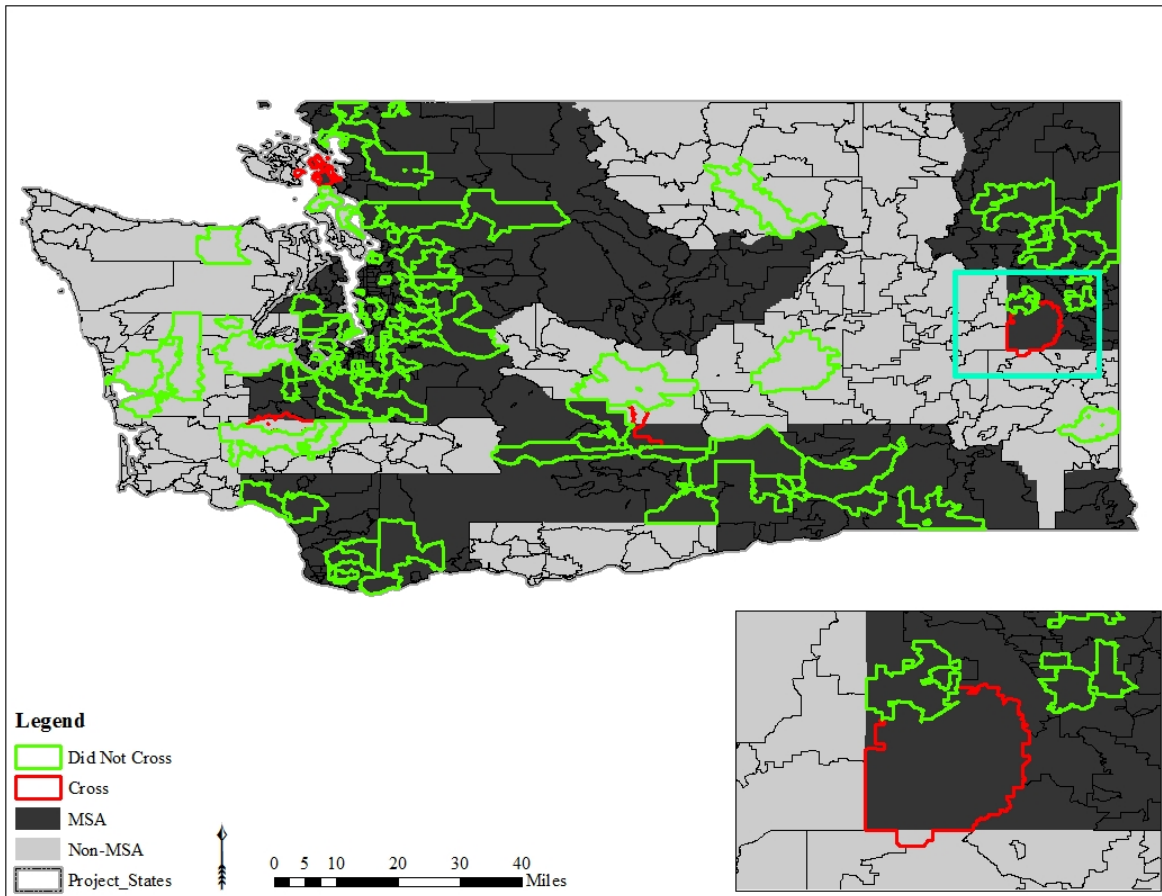 Legend
Did Not Cross
Cross
MSA
Non-MSA
Project_States
0 5 10 20 30 40
Miles